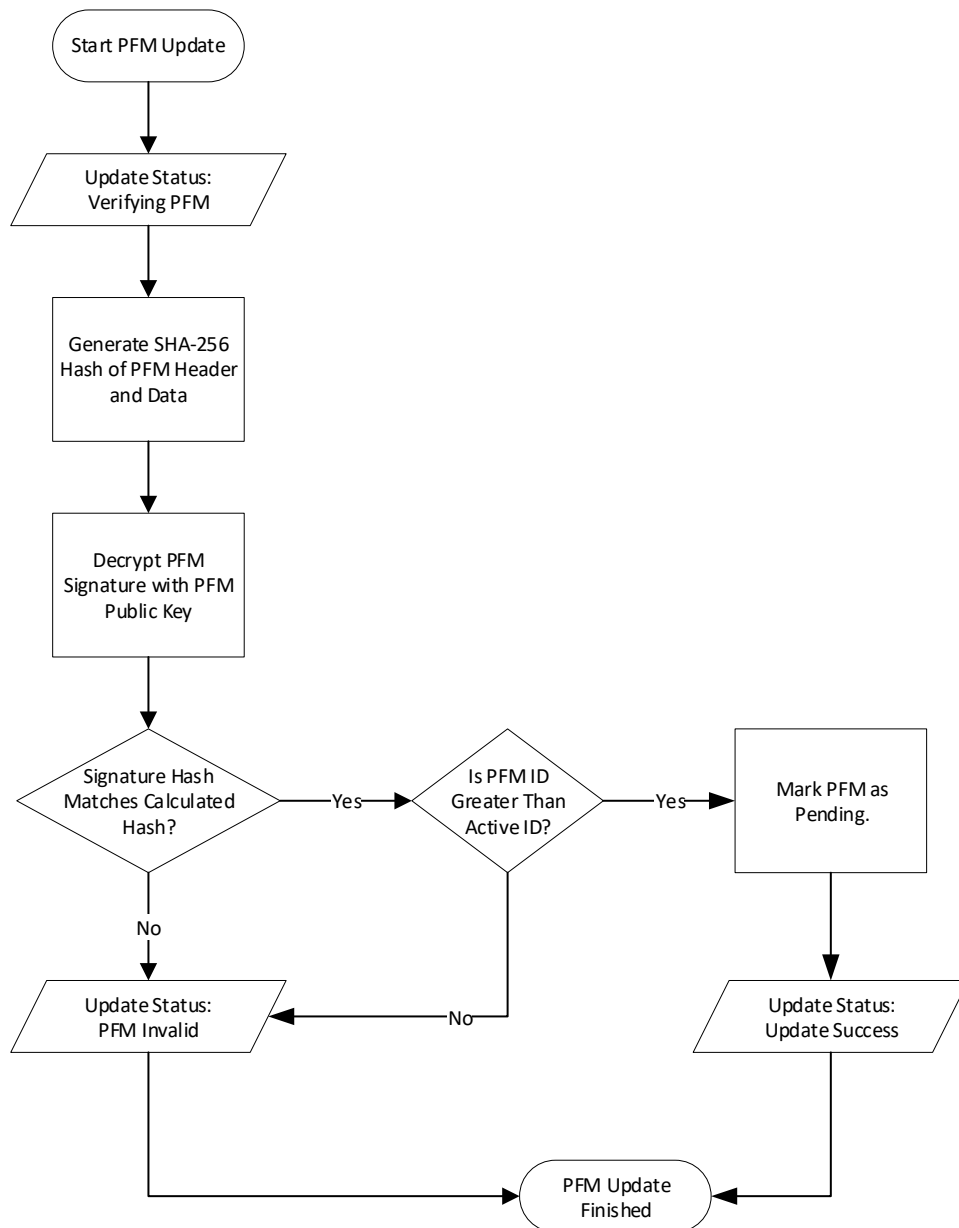 Start PFM Update
Update Status:
Verifying PFM
Generate SHA-256
Hash of PFM Header
and Data
Decrypt PFM
Signature with PFM
Public Key
Signature Hash
Matches Calculated
Hash?
Yes
Is PFM ID
Greater Than
Active ID?
Yes
Mark PFM as
Pending.
No
Update Status:
PFM Invalid
No
Update Status:
Update Success
PFM Update
Finished